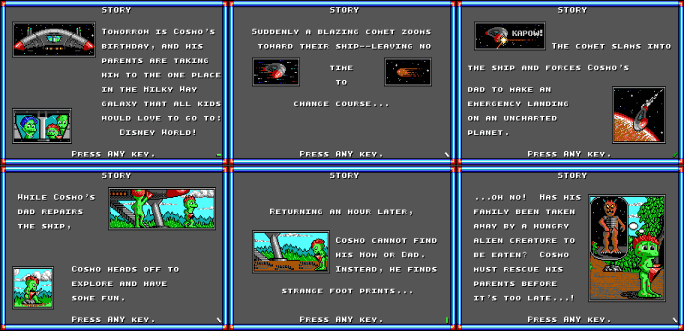 STORY
TOMORROW IS COSMO'S
BIRTHDAY, AND HIS
PARENTS ARE TAKING
HIM TO THE ONE PLACE
IN THE MILKY WAY
GALAXY THAT ALL KIDS
WOULD LOVE TO GO TO:
DISNEY WORLD!
PRESS ANY KEY.
STORY
SUDDENLY A BLAZING COMET ZOOMS
TOWARD THEIR SHIP--LEAVING NO
TIME
TO
CHANGE COURSE...
PRESS ANY KEY.
STORY
KAPOW!
THE COMET SLAMS INTO
THE SHIP AND FORCES COSMO'S
DAD TO MAKE AN
EMERGENCY LANDING
ON AN UNCHARTED
PLANET.
PRESS ANY KEY.
STORY
WHILE COSMO'S
DAD REPAIRS
THE SHIP,
COSMO HEADS OFF TO
EXPLORE AND HAVE
SOME FUN.
PRESS ANY KEY.
STORY
RETURNING AN HOUR LATER,
COSMO CANNOT FIND
HIS MOM OR DAD.
INSTEAD, HE FINDS
STRANGE FOOT PRINTS...
PRESS ANY KEY.
STORY
...OH NO! HAS HIS
FAMILY BEEN TAKEN
AWAY BY A HUNGRY
ALIEN CREATURE TO
BE EATEN? COSMO
MUST RESCUE HIS
PARENTS BEFORE
IT'S TOO LATE...!
PRESS ANY KEY.